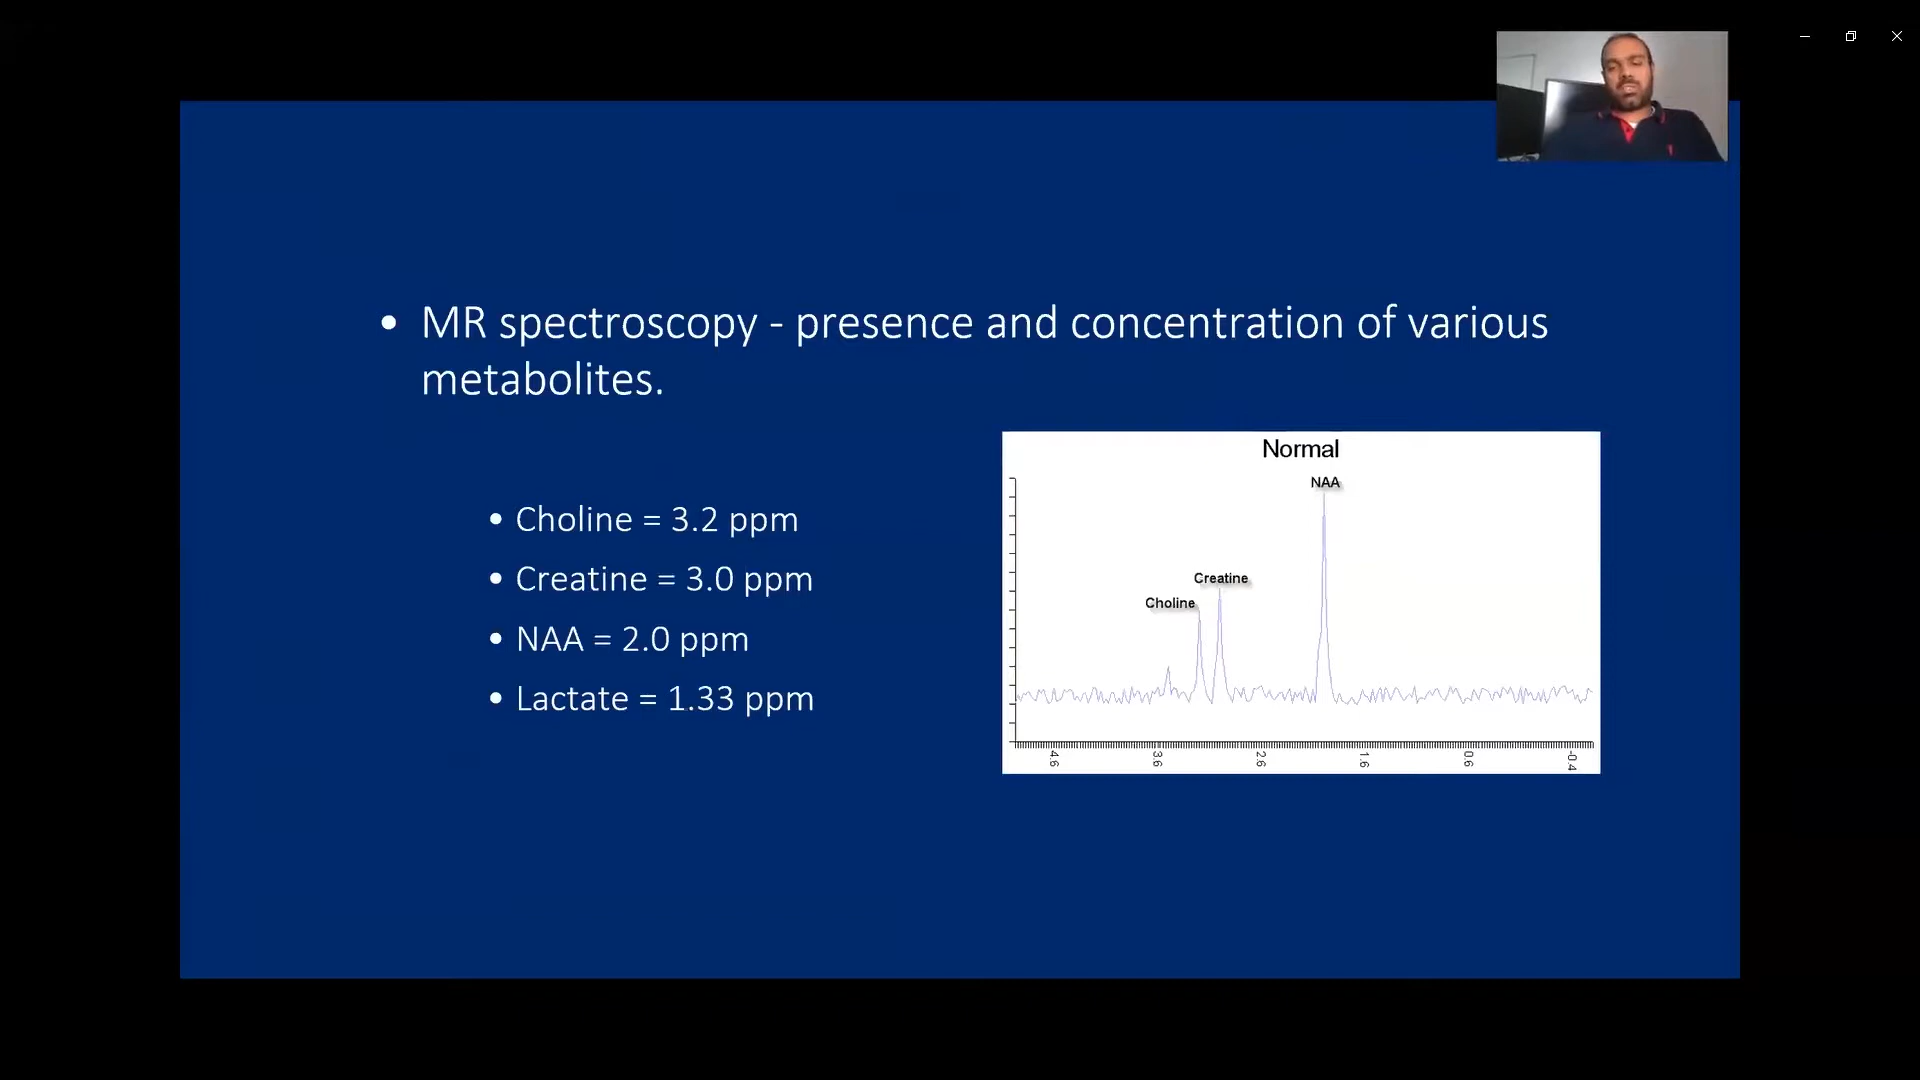 • MR spectroscopy - presence and concentration of various
metabolites.
• Choline = 3.2 ppm
• Creatine = 3.0 ppm
• NAA = 2.0 ppm
• Lactate = 1.33 ppm
Normal
NAA
Creatine
Choline
4.6 3.6 2.6 1.6 0.6 -0.4